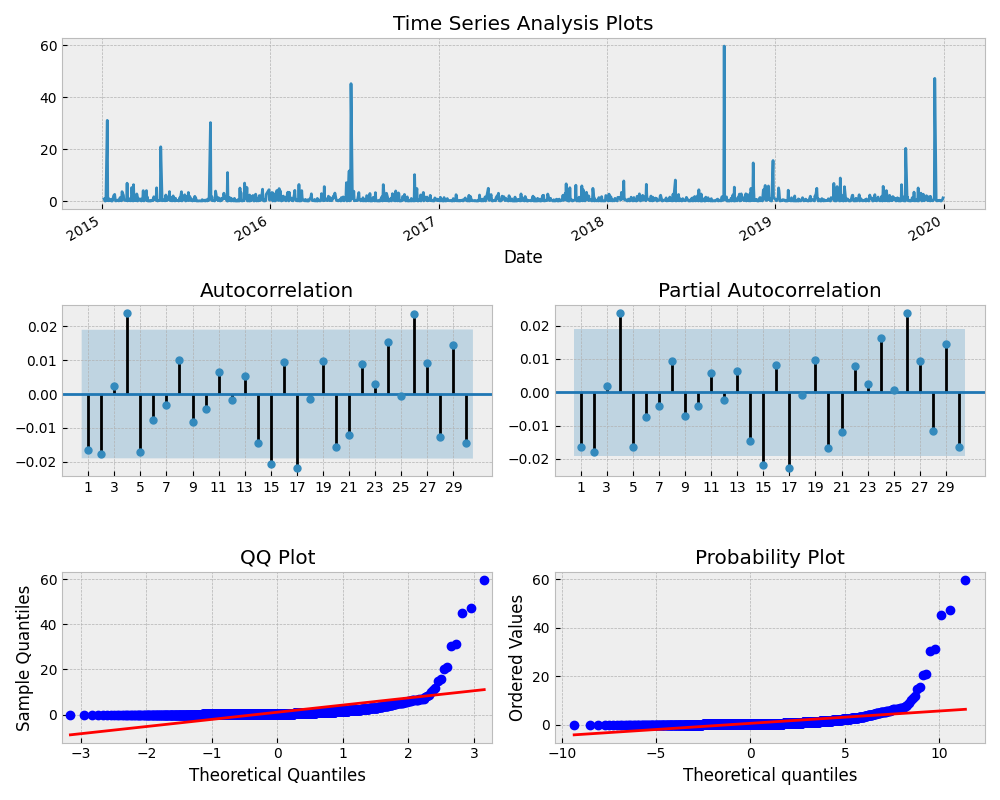 Time Series Analysis Plots
60
40
20
0
2015
2016
2017
2018
2019
2020
Date
Autocorrelation
0.02
0.01
0.00
−0.01
−0.02
1 3 5 7 9 11 13 15 17 19 21 23 25 27 29
Partial Autocorrelation
0.02
0.01
0.00
−0.01
−0.02
1 3 5 7 9 11 13 15 17 19 21 23 25 27 29
QQ Plot
Sample Quantiles
60
40
20
0
−3 −2 −1 0 1 2 3
Theoretical Quantiles
Probability Plot
Ordered Values
60
40
20
0
−10 −5 0 5 10
Theoretical quantiles